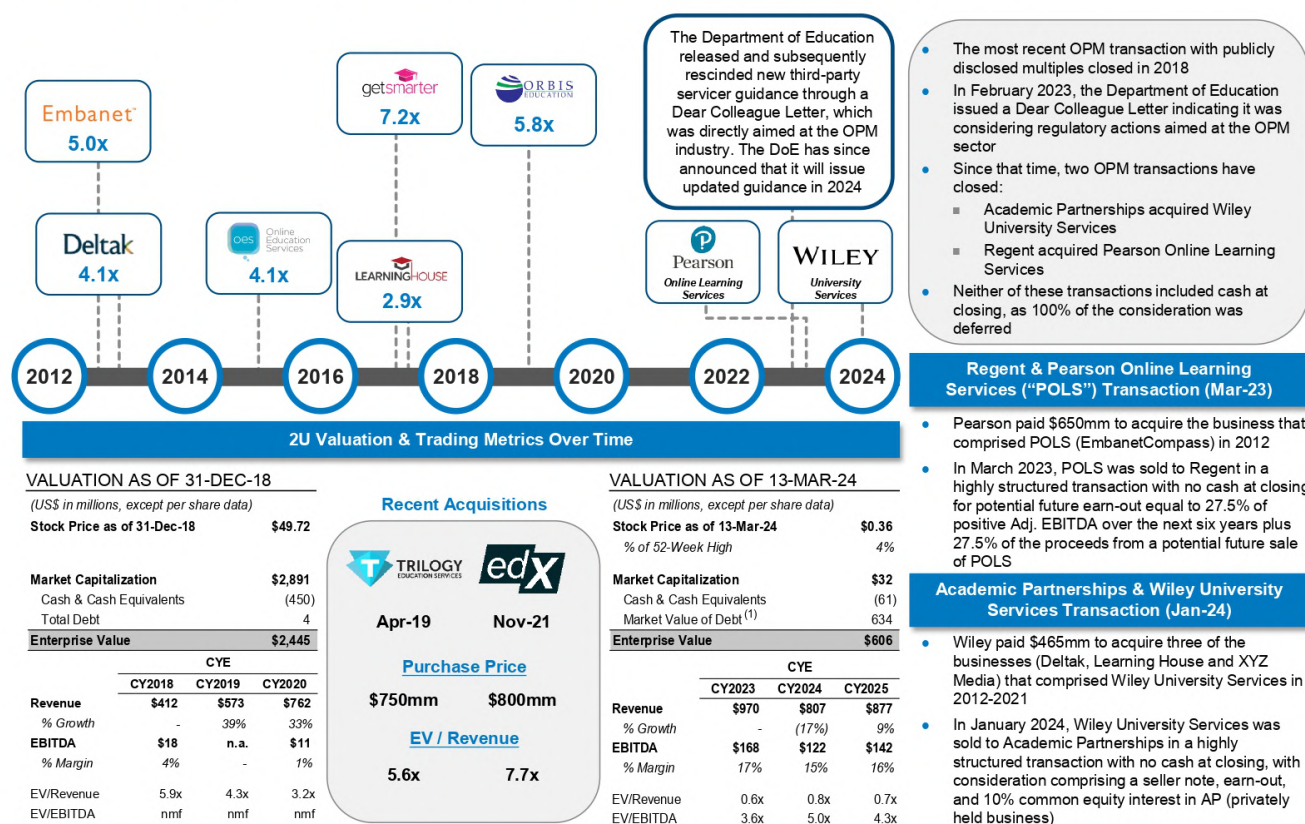 Embanet™
5.0x
Deltak
4.1x
oes
Online
Education
Services
4.1x
getsmarter
7.2x
LEARNINGHOUSE
2.9x
ORBIS
EDUCATION
5.8x
The Department of Education
released and subsequently
rescinded new third-party
servicer guidance through a
Dear Colleague Letter, which
was directly aimed at the OPM
industry. The DoE has since
announced that it will issue
updated guidance in 2024
P
Pearson
Online Learning
Services
WILEY
University
Services
2012
2014
2016
2018
2020
2022
2024
2U Valuation & Trading Metrics Over Time
VALUATION AS OF 31-DEC-18
(US$ in millions, except per share data)
Stock Price as of 31-Dec-18 $49.72
Market Capitalization $2,891
Cash & Cash Equivalents (450)
Total Debt 4
Enterprise Value $2,445
CYE
CY2018 CY2019 CY2020
Revenue $412 $573 $762
% Growth - 39% 33%
EBITDA $18 n.a. $11
% Margin 4% - 1%
EV/Revenue 5.9x 4.3x 3.2x
EV/EBITDA nmf nmf nmf
Recent Acquisitions
T TRILOGY
EDUCATION SERVICES
edX
Apr-19 Nov-21
Purchase Price
$750mm $800mm
EV / Revenue
5.6x 7.7x
VALUATION AS OF 13-MAR-24
(US$ in millions, except per share data)
Stock Price as of 13-Mar-24 $0.36
% of 52-Week High 4%
Market Capitalization $32
Cash & Cash Equivalents (61)
Market Value of Debt (1) 634
Enterprise Value $606
CYE
CY2023 CY2024 CY2025
Revenue $970 $807 $877
% Growth - (17%) 9%
EBITDA $168 $122 $142
% Margin 17% 15% 16%
EV/Revenue 0.6x 0.8x 0.7x
EV/EBITDA 3.6x 5.0x 4.3x
• The most recent OPM transaction with publicly
disclosed multiples closed in 2018
• In February 2023, the Department of Education
issued a Dear Colleague Letter indicating it was
considering regulatory actions aimed at the OPM
sector
• Since that time, two OPM transactions have
closed:
▪ Academic Partnerships acquired Wiley
University Services
▪ Regent acquired Pearson Online Learning
Services
• Neither of these transactions included cash at
closing, as 100% of the consideration was
deferred
Regent & Pearson Online Learning
Services (“POLS”) Transaction (Mar-23)
• Pearson paid $650mm to acquire the business that
comprised POLS (EmbanetCompass) in 2012
• In March 2023, POLS was sold to Regent in a
highly structured transaction with no cash at closing
for potential future earn-out equal to 27.5% of
positive Adj. EBITDA over the next six years plus
27.5% of the proceeds from a potential future sale
of POLS
Academic Partnerships & Wiley University
Services Transaction (Jan-24)
• Wiley paid $465mm to acquire three of the
businesses (Deltak, Learning House and XYZ
Media) that comprised Wiley University Services in
2012-2021
• In January 2024, Wiley University Services was
sold to Academic Partnerships in a highly
structured transaction with no cash at closing, with
consideration comprising a seller note, earn-out,
and 10% common equity interest in AP (privately
held business)